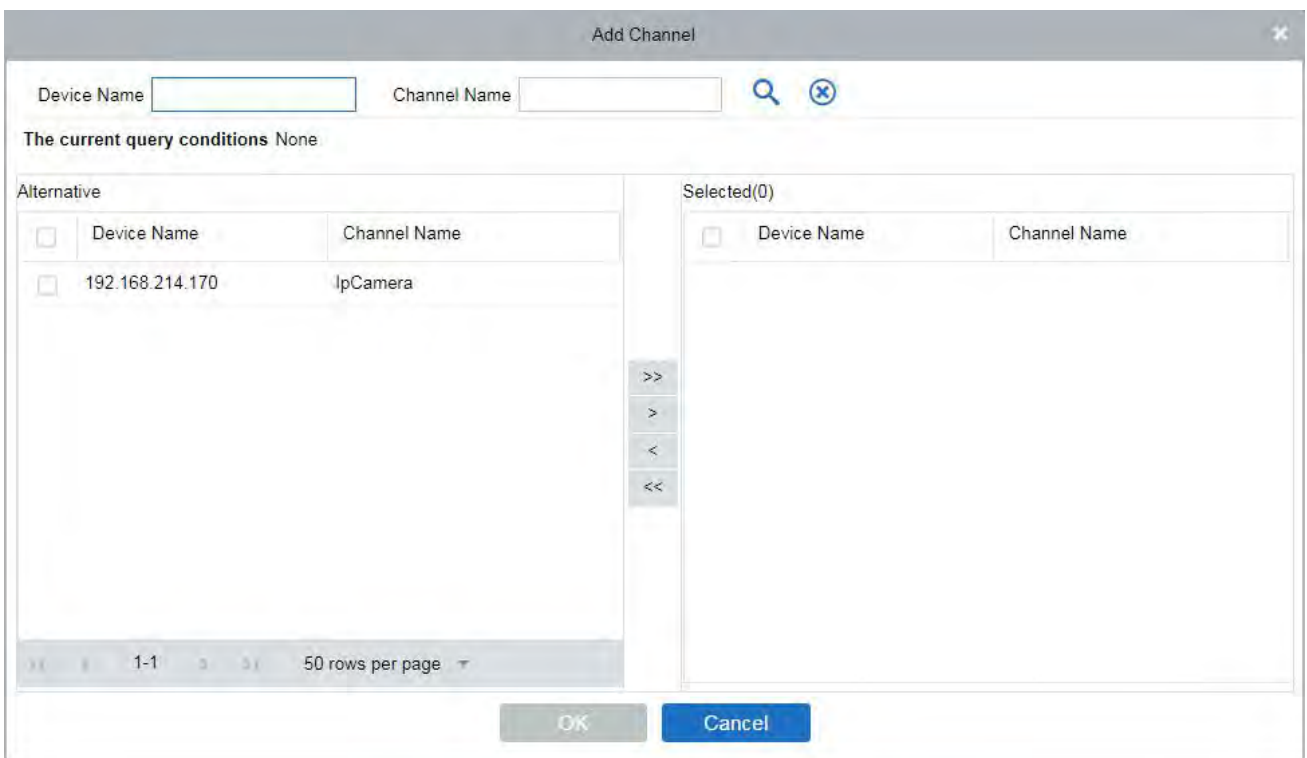 Add Channel
Device Name Channel Name
The current query conditions None
Alternative
Selected(0)
Device Name Channel Name
Device Name Channel Name
192.168.214.170 IpCamera
>>
>
<
<<
1-1 50 rows per page
OK Cancel